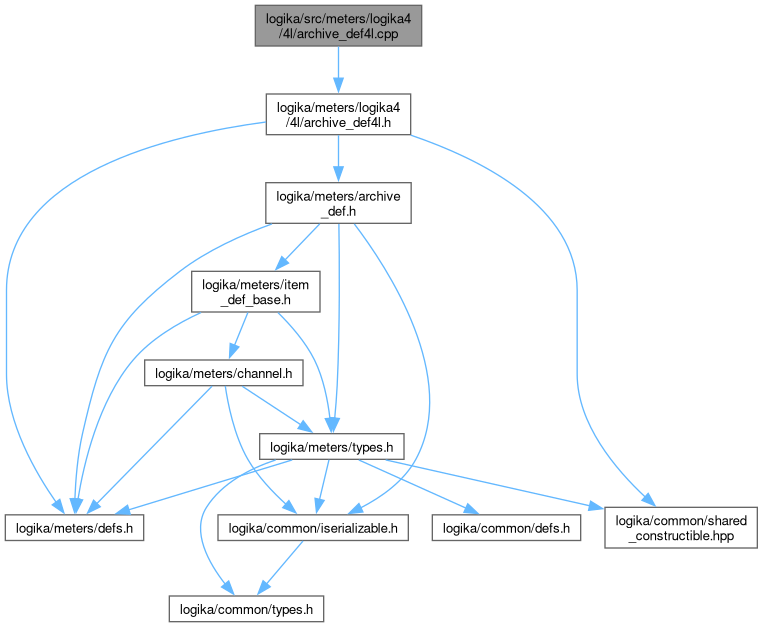 logika/src/meters/logika4
/4l/archive_def4l.cpp
logika/meters/logika4
/4l/archive_def4l.h
logika/meters/archive
_def.h
logika/meters/item
_def_base.h
logika/meters/channel.h
logika/meters/types.h
logika/meters/defs.h
logika/common/iserializable.h
logika/common/defs.h
logika/common/shared
_constructible.hpp
logika/common/types.h